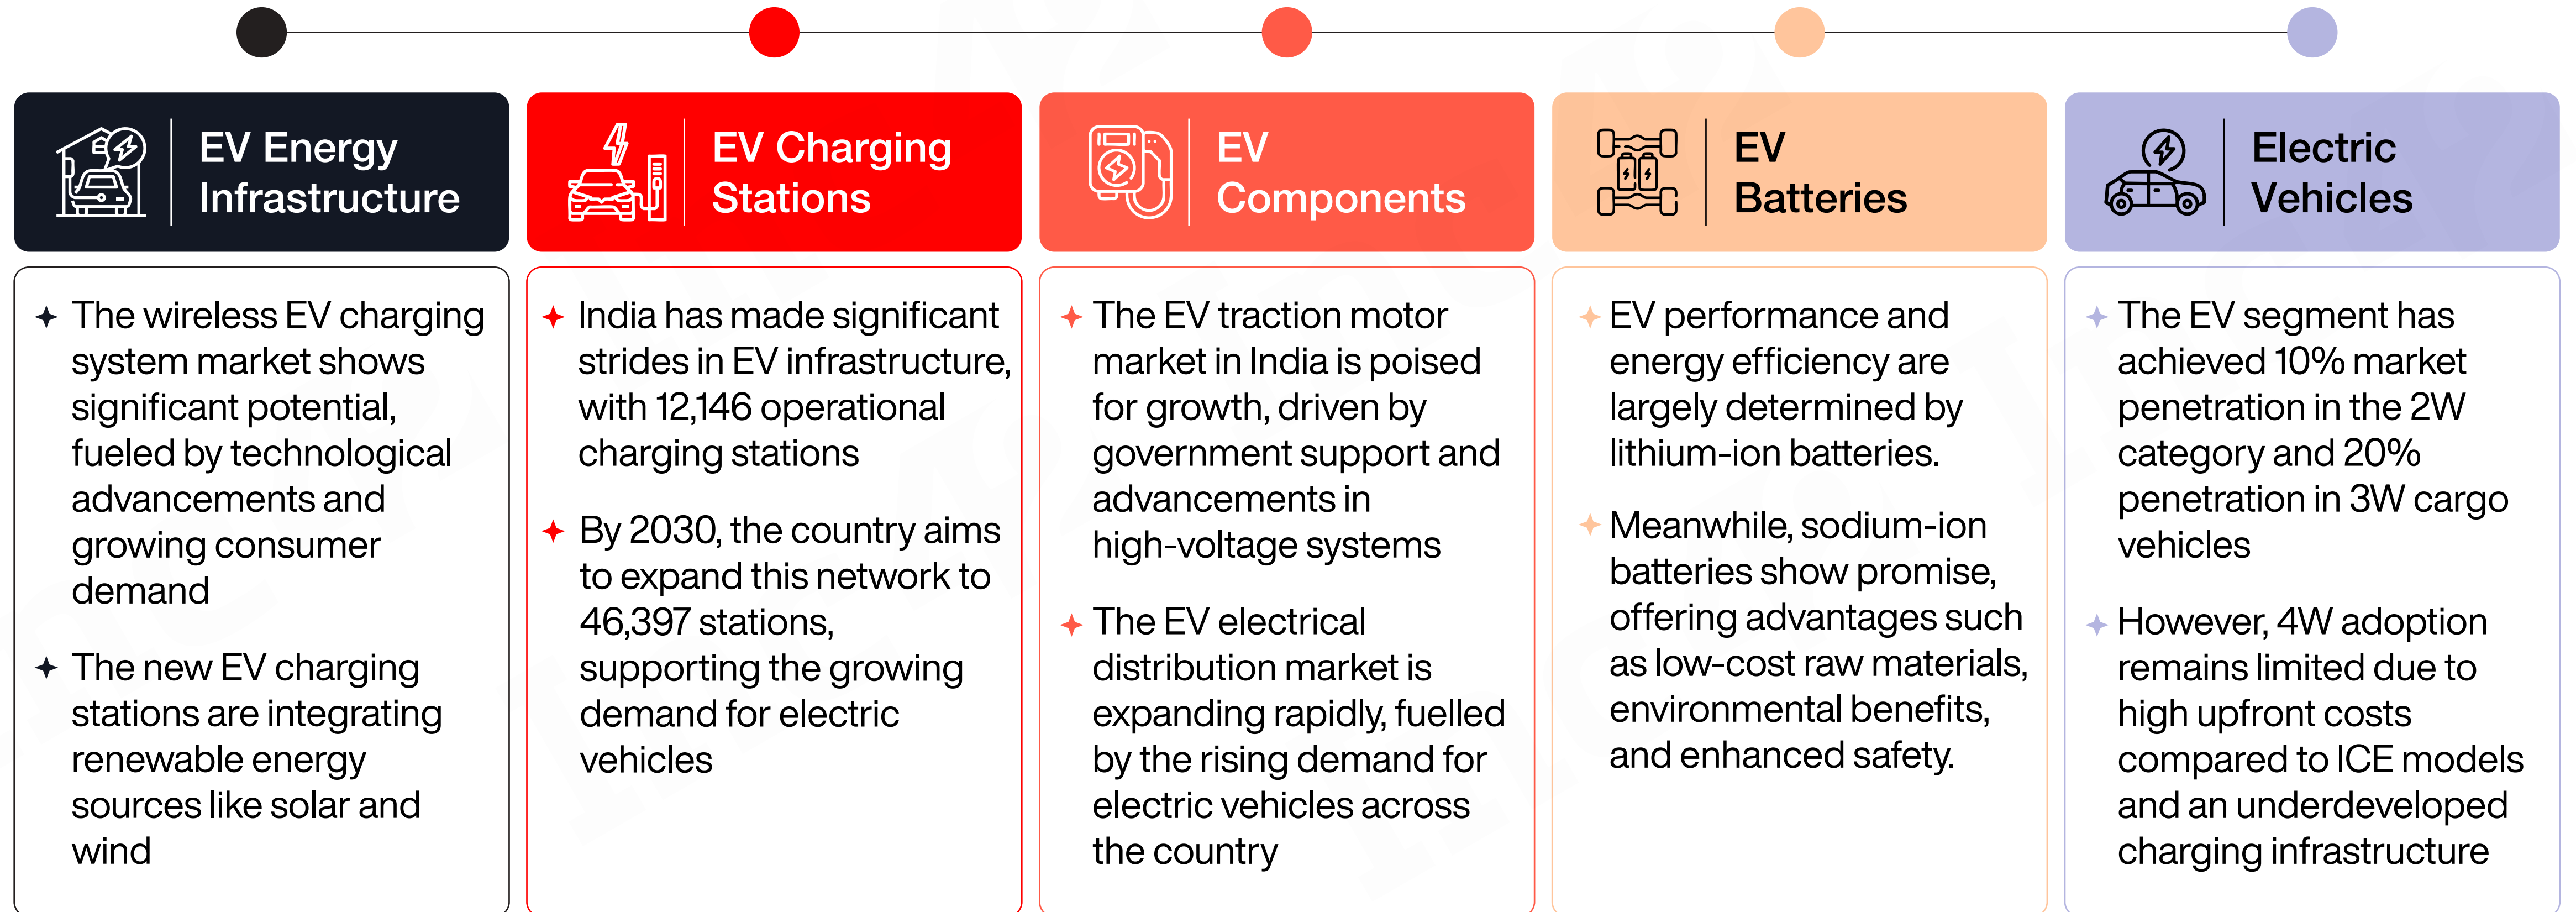 EV Energy
Infrastructure
The wireless EV charging
system market shows
significant potential,
fueled by technological
advancements and
growing consumer
demand
The new EV charging
stations are integrating
renewable energy
sources like solar and
wind
EV Charging
Stations
India has made significant
strides in EV infrastructure,
with 12,146 operational
charging stations
By 2030, the country aims
to expand this network to
46,397 stations,
supporting the growing
demand for electric
vehicles
EV
Components
The EV traction motor
market in India is poised
for growth, driven by
government support and
advancements in
high-voltage systems
The EV electrical
distribution market is
expanding rapidly, fuelled
by the rising demand for
electric vehicles across
the country
EV
Batteries
EV performance and
energy efficiency are
largely determined by
lithium-ion batteries.
Meanwhile, sodium-ion
batteries show promise,
offering advantages such
as low-cost raw materials,
environmental benefits,
and enhanced safety.
Electric
Vehicles
The EV segment has
achieved 10% market
penetration in the 2W
category and 20%
penetration in 3W cargo
vehicles
However, 4W adoption
remains limited due to
high upfront costs
compared to ICE models
and an underdeveloped
charging infrastructure